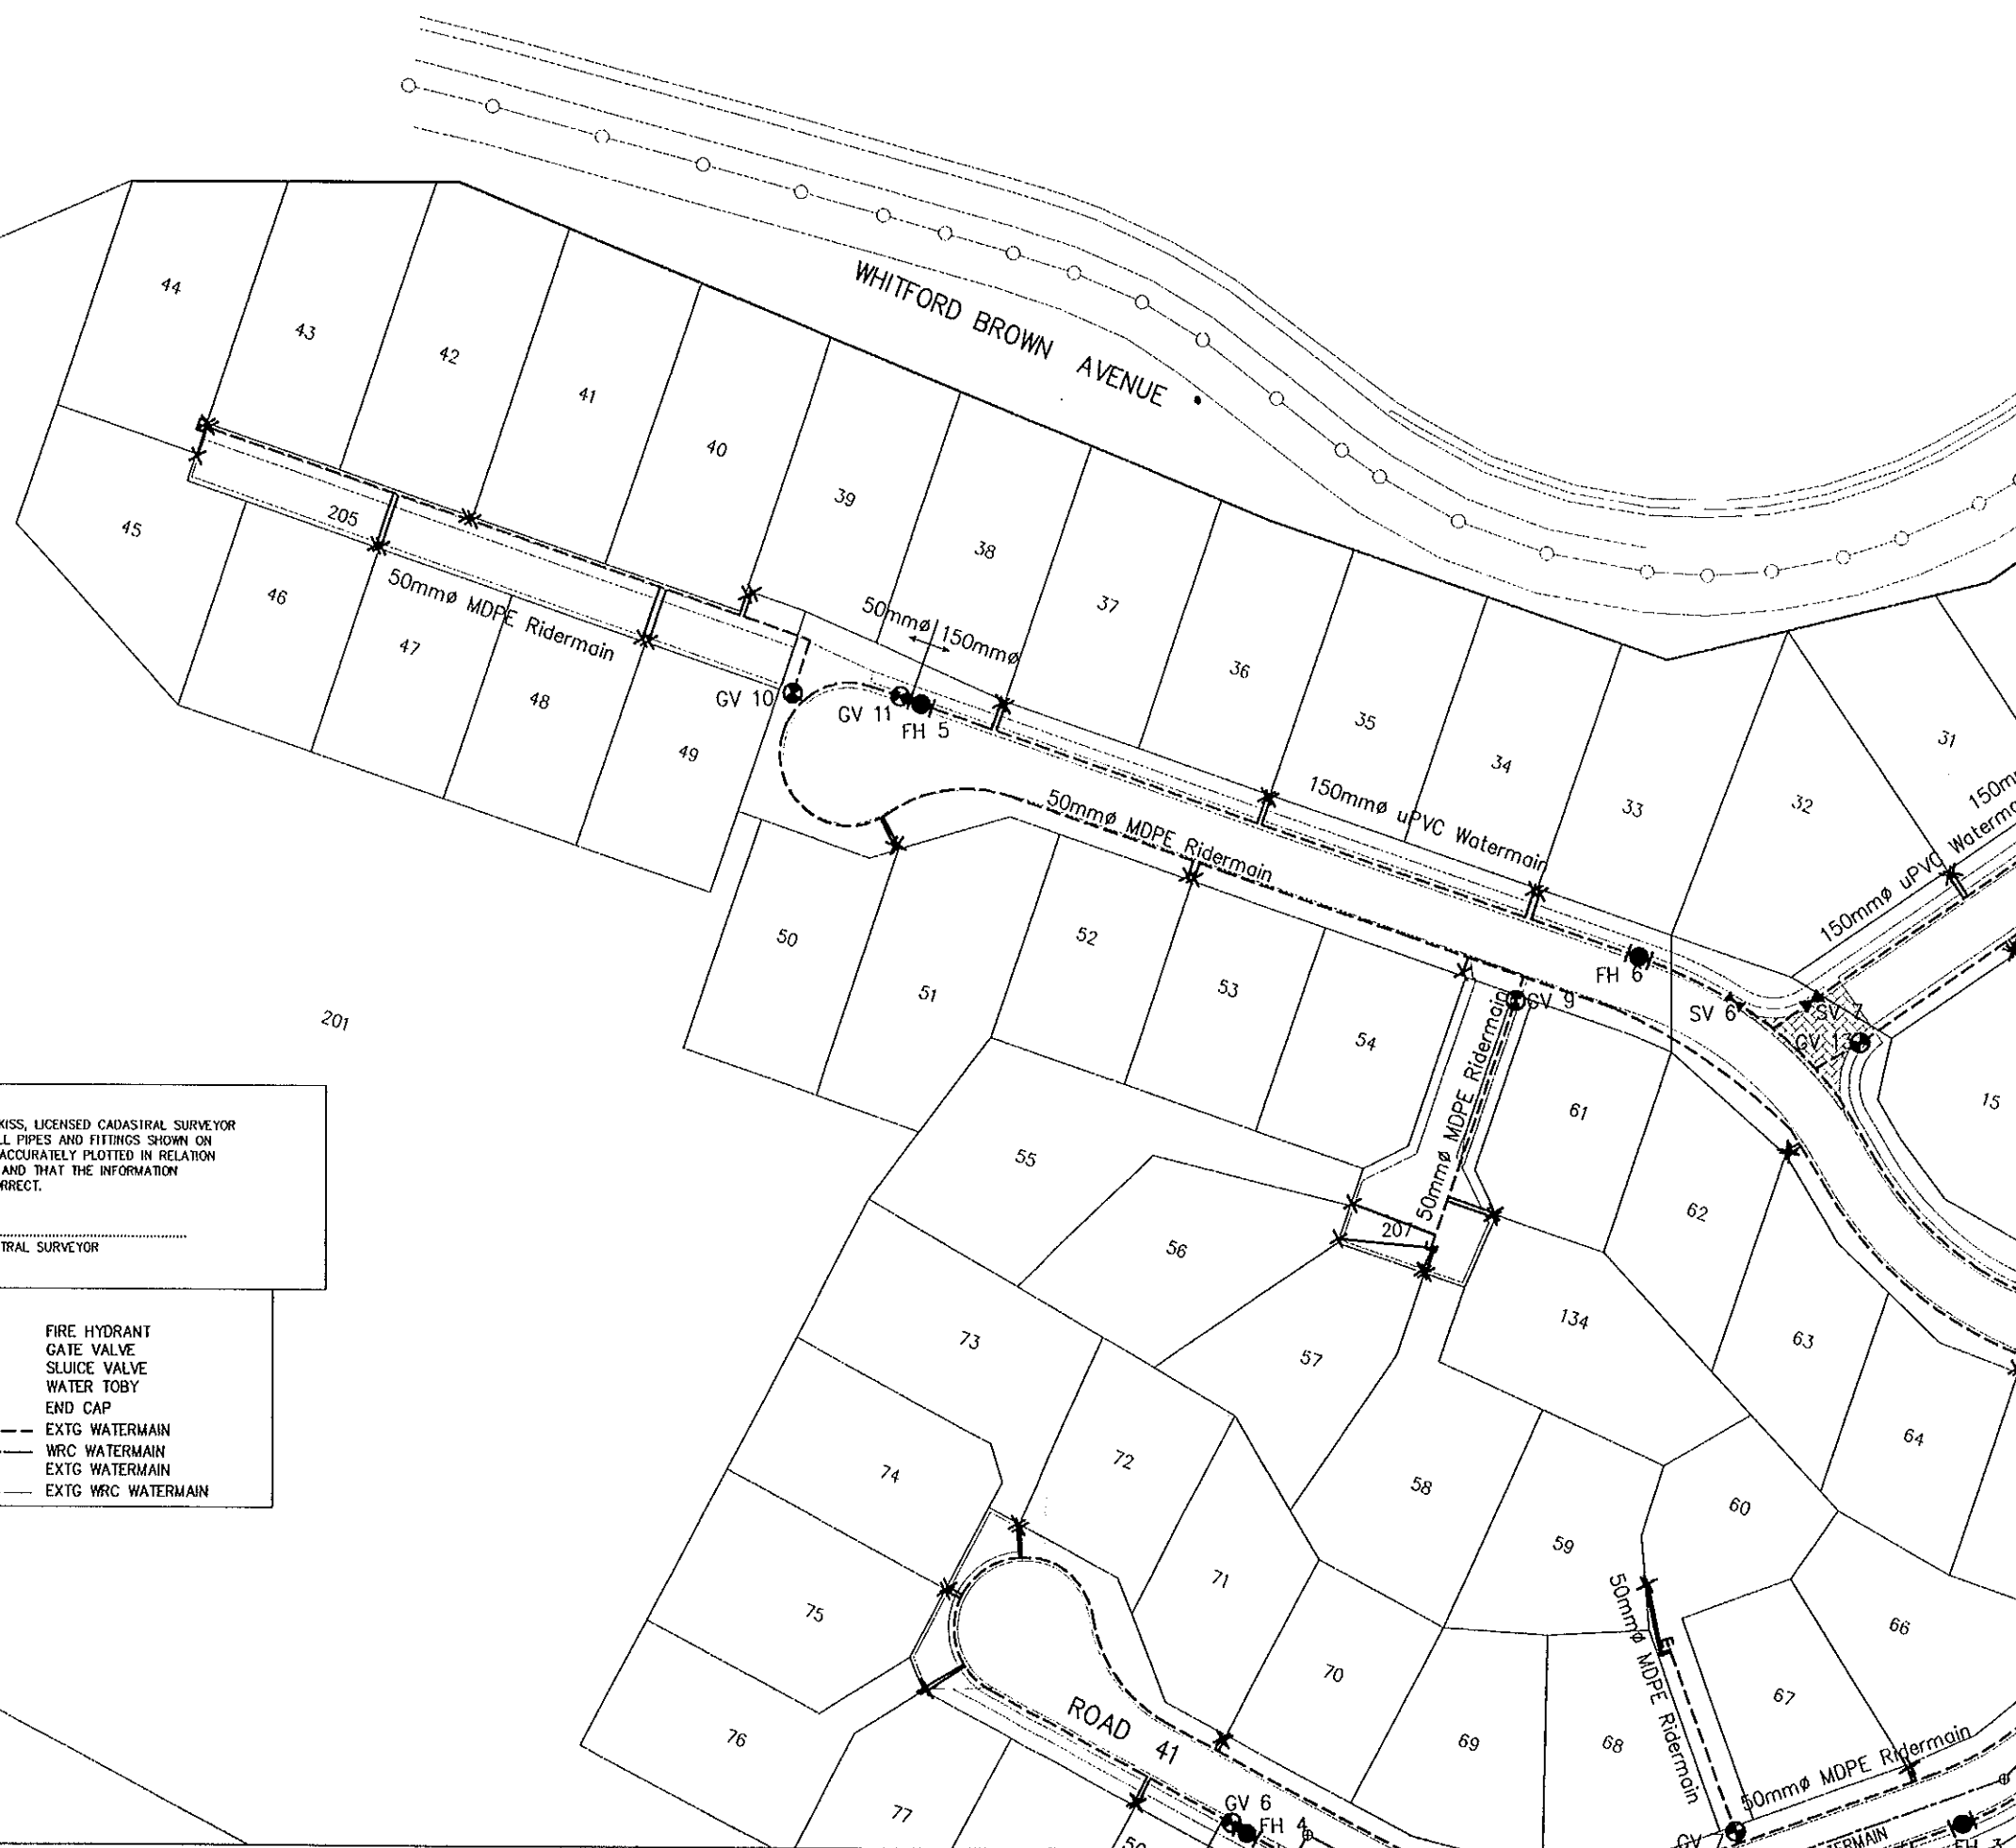 WHITFORD BROWN AVENUE
44
43
42
41
40
39
38
37
36
35
34
33
32
31
45
205
46
47
48
49
50mmø MDPE Ridermain
50mmø 150mmø
GV 10
GV 11
FH 5
150mmø uPVC Watermain
50mmø MDPE Ridermain
150mmø uPVC
FH 6
SV 6
SV 7
GV 13
GV 9
15
50
51
52
53
54
50mmø MDPE Ridermain
61
62
63
64
201
55
56
207
57
134
58
59
60
66
67
68
69
70
71
72
73
74
75
76
77
50mmø MDPE Ridermain
50mmø MDPE Ridermain
ROAD 41
GV 6
FH 4
LICENSED CADASTRAL SURVEYOR
PIPES AND FITTINGS SHOWN ON
ACCURATELY PLOTTED IN RELATION
AND THAT THE INFORMATION
SURVEYOR
FIRE HYDRANT
GATE VALVE
SLUICE VALVE
WATER TOBY
END CAP
EXTG WATERMAIN
WRC WATERMAIN
EXTG WATERMAIN
EXTG WRC WATERMAIN